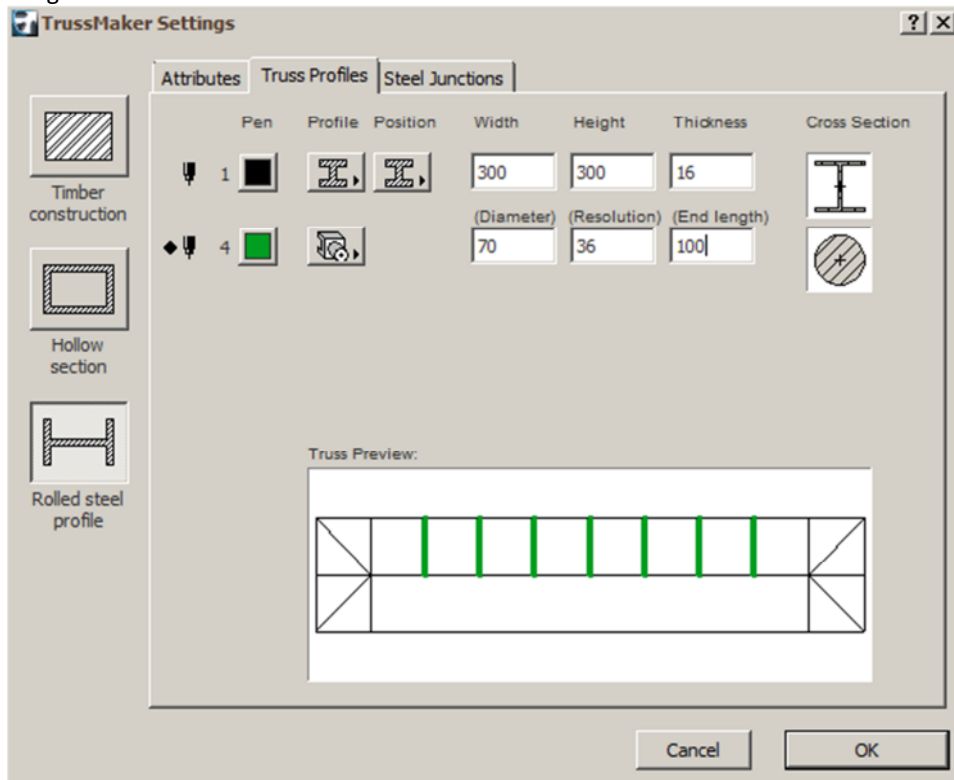 TrussMaker Settings
? X
Attributes Truss Profiles Steel Junctions
Pen Profile Position Width Height Thickness Cross Section
1 300 300 16
Timber
construction
(Diameter) (Resolution) (End length)
4 70 36 100
Hollow
section
Truss Preview:
Rolled steel
profile
Cancel OK